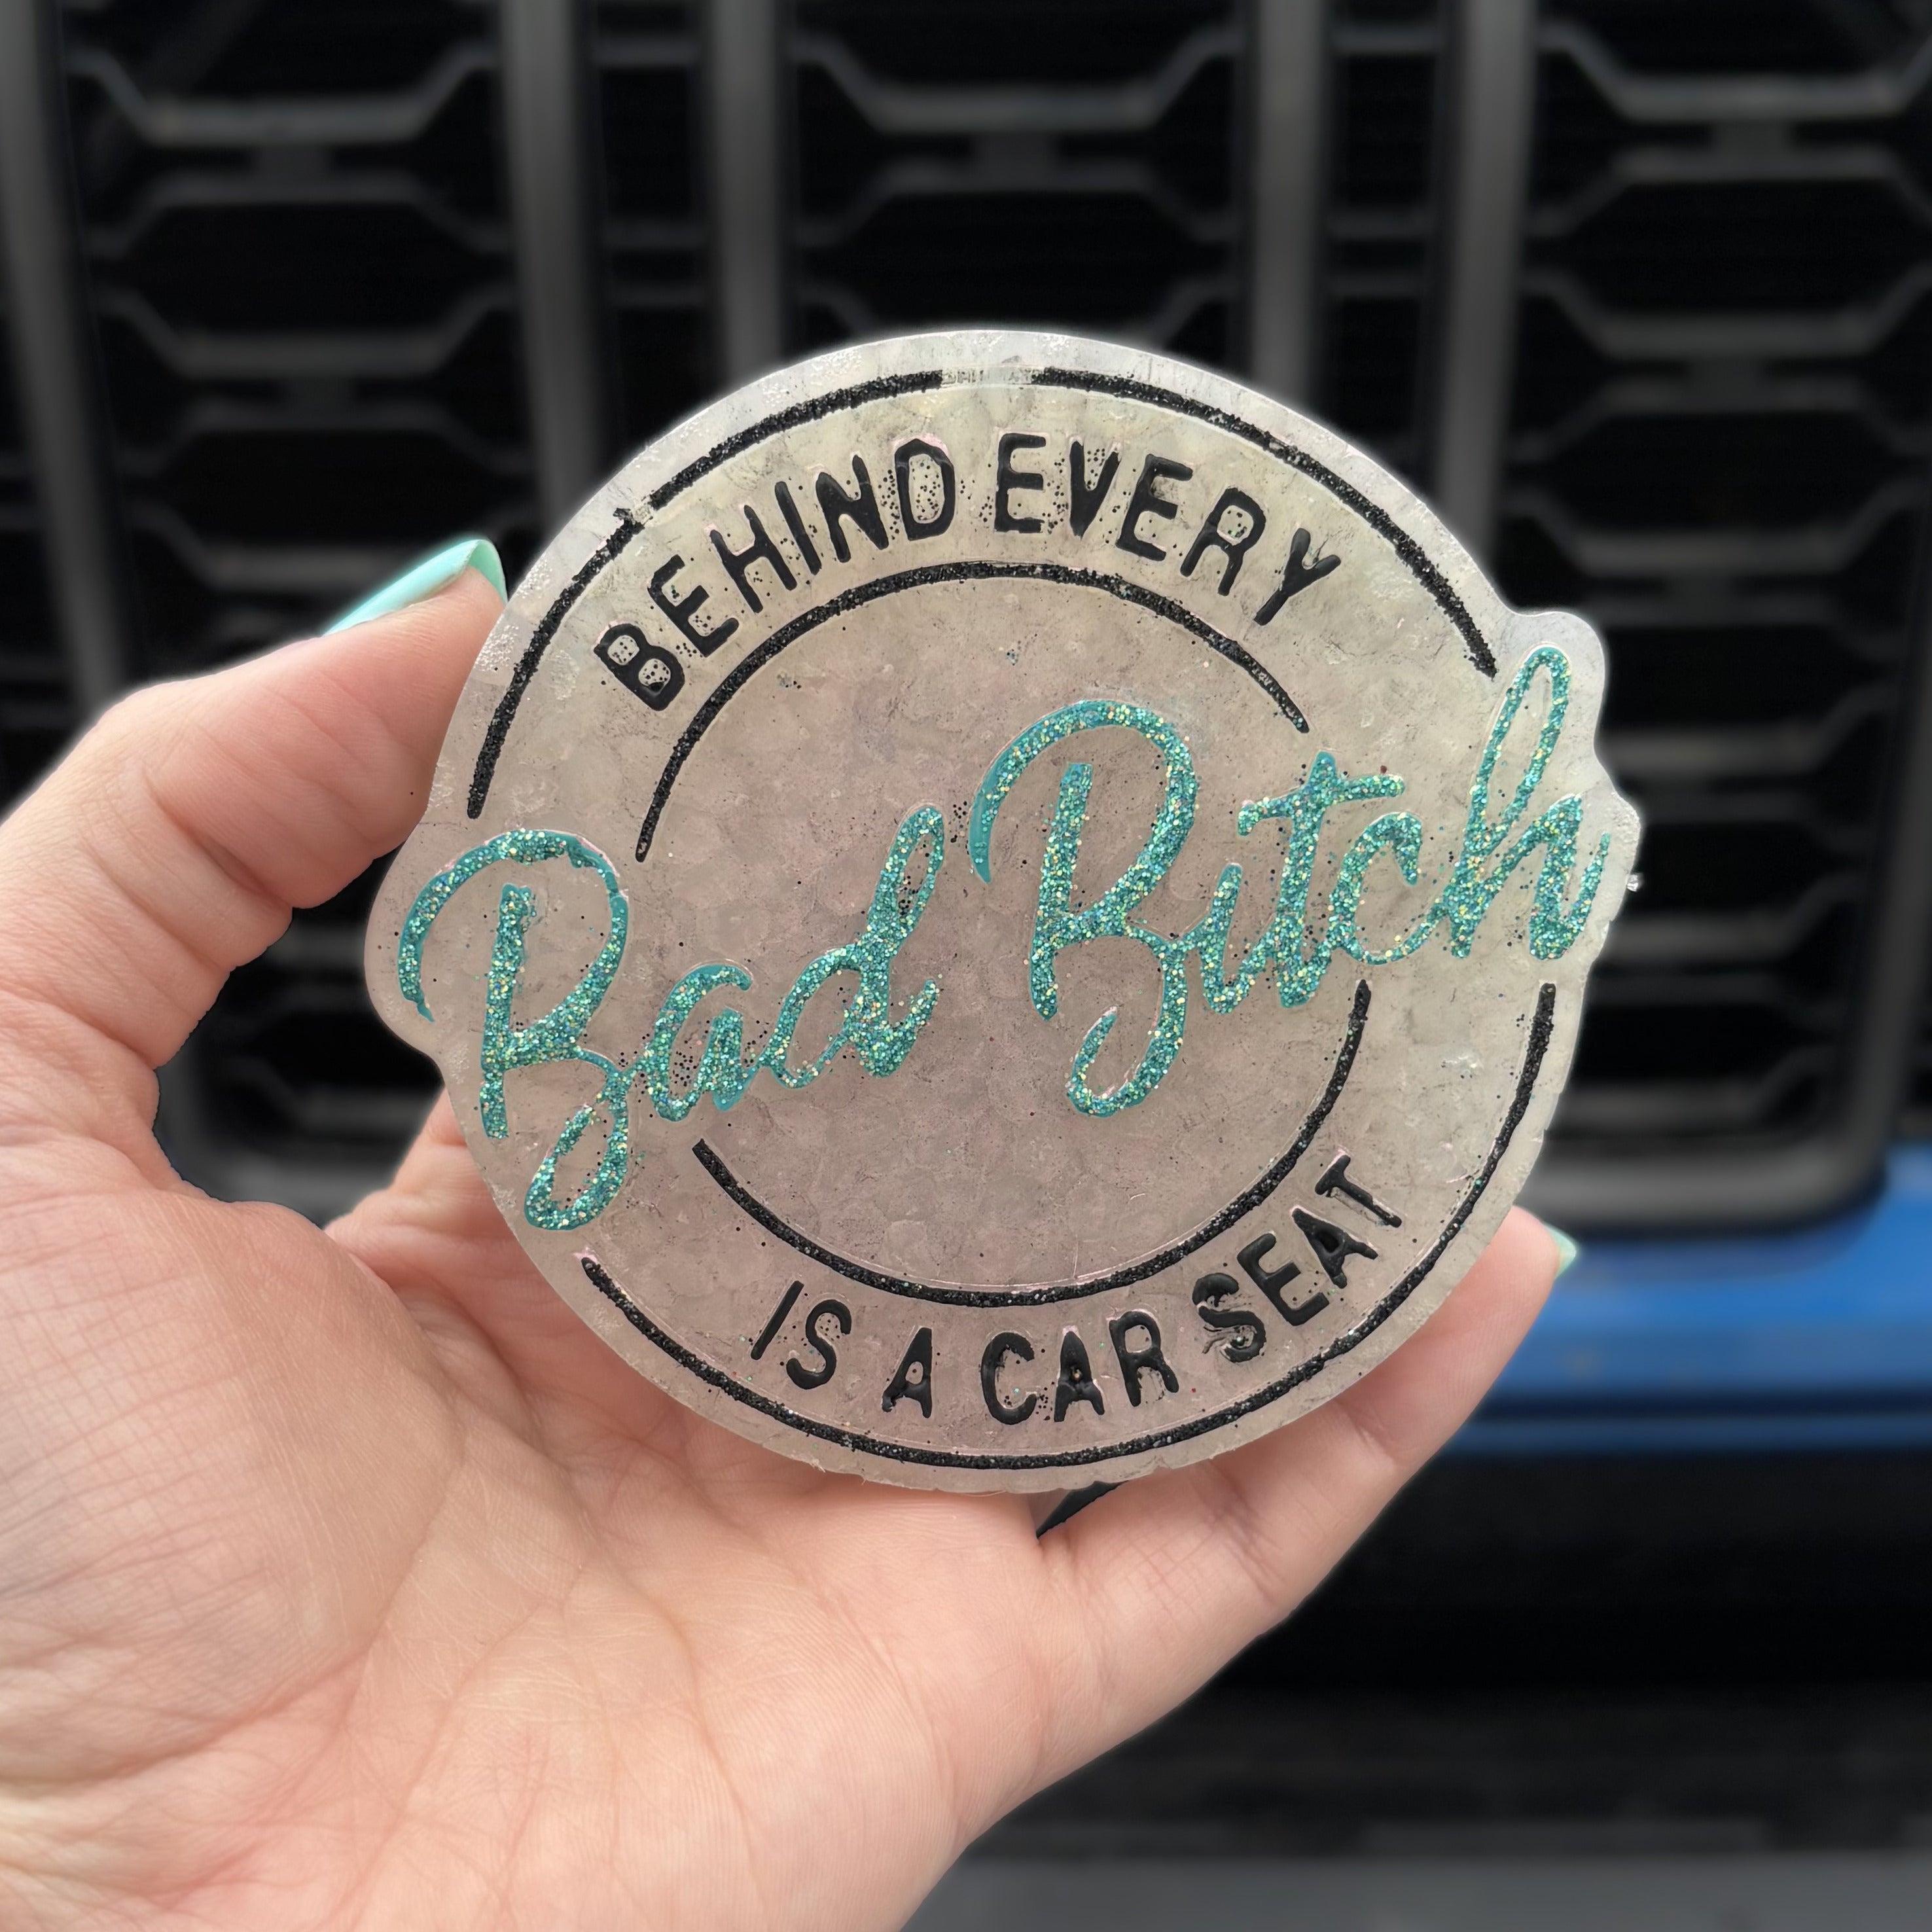 BEHIND EVERY
Bad Bitch
IS A CAR SEAT